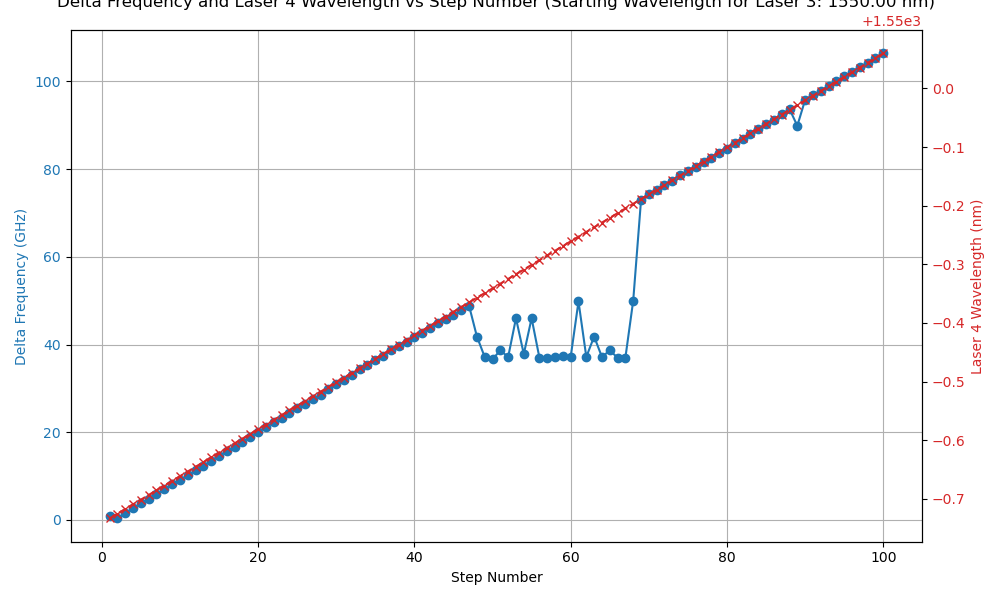 Delta Frequency and Laser 4 Wavelength vs Step Number (Starting Wavelength for Laser 3: 1550.00 nm)
+1.55e3
100
80
60
40
20
0
Delta Frequency (GHz)
0.0
−0.1
−0.2
−0.3
−0.4
−0.5
−0.6
−0.7
Laser 4 Wavelength (nm)
0 20 40 60 80 100
Step Number